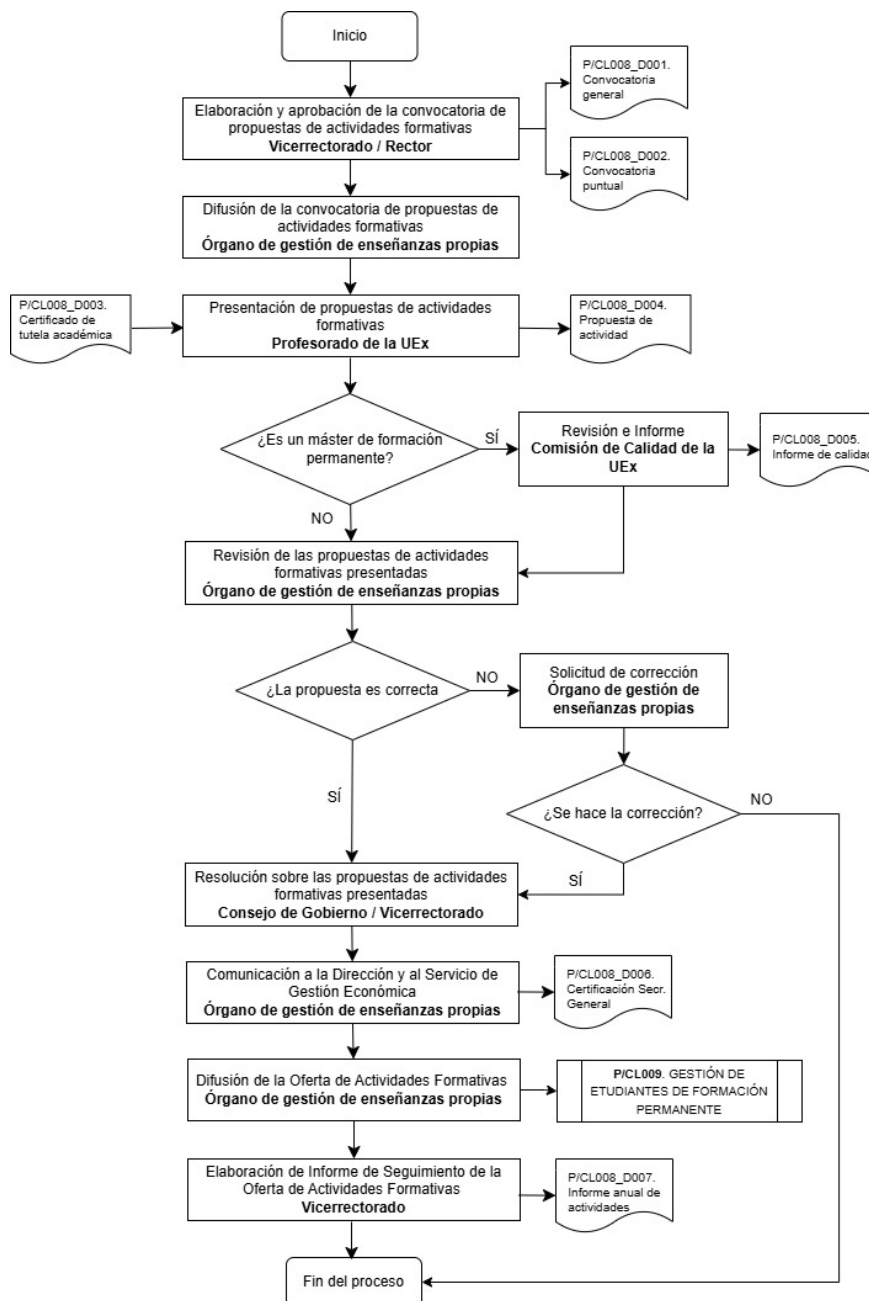 Inicio
Elaboración y aprobación de la convocatoria de
propuestas de actividades formativas
Vicerrectorado / Rector
P/CL008_D001.
Convocatoria
general
P/CL008_D002.
Convocatoria
puntual
Difusión de la convocatoria de propuestas de
actividades formativas
Órgano de gestión de enseñanzas propias
P/CL008_D003.
Certificado de
tutela académica
Presentación de propuestas de actividades
formativas
Profesorado de la UEx
P/CL008_D004.
Propuesta de
actividad
¿Es un máster de formación
permanente?
SÍ
Revisión e Informe
Comisión de Calidad de la
UEx
P/CL008_D005.
Informe de calidad
NO
Revisión de las propuestas de actividades
formativas presentadas
Órgano de gestión de enseñanzas propias
¿La propuesta es correcta
NO
Solicitud de corrección
Órgano de gestión de
enseñanzas propias
SÍ
¿Se hace la corrección?
NO
SÍ
Resolución sobre las propuestas de actividades
formativas presentadas
Consejo de Gobierno / Vicerrectorado
Comunicación a la Dirección y al Servicio de
Gestión Económica
Órgano de gestión de enseñanzas propias
P/CL008_D006.
Certificación Secr.
General
Difusión de la Oferta de Actividades Formativas
Órgano de gestión de enseñanzas propias
P/CL009. GESTIÓN DE
ETUDIANTES DE FORMACIÓN
PERMANENTE
Elaboración de Informe de Seguimiento de la
Oferta de Actividades Formativas
Vicerrectorado
P/CL008_D007.
Informe anual de
actividades
Fin del proceso